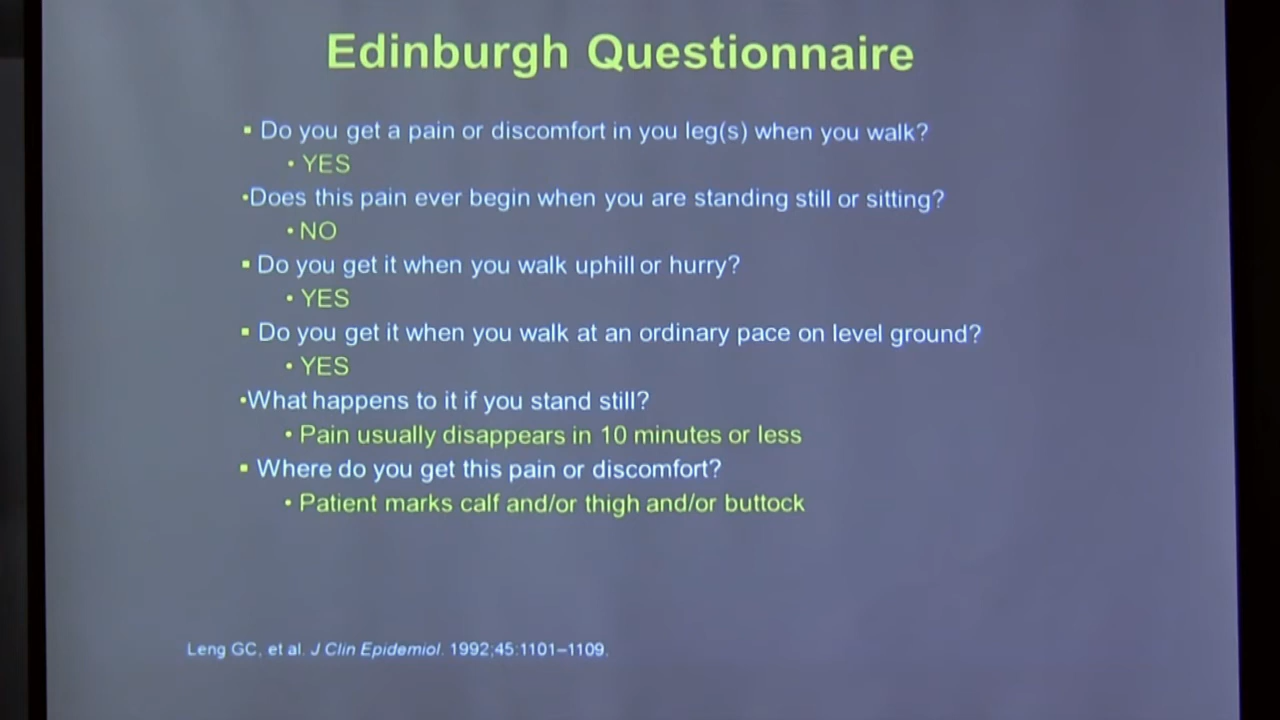 Edinburgh Questionnaire
▪ Do you get a pain or discomfort in you leg(s) when you walk?
• YES
•Does this pain ever begin when you are standing still or sitting?
• NO
▪ Do you get it when you walk uphill or hurry?
• YES
▪ Do you get it when you walk at an ordinary pace on level ground?
• YES
•What happens to it if you stand still?
• Pain usually disappears in 10 minutes or less
▪ Where do you get this pain or discomfort?
• Patient marks calf and/or thigh and/or buttock
Leng GC, et al. J Clin Epidemiol. 1992;45:1101–1109.